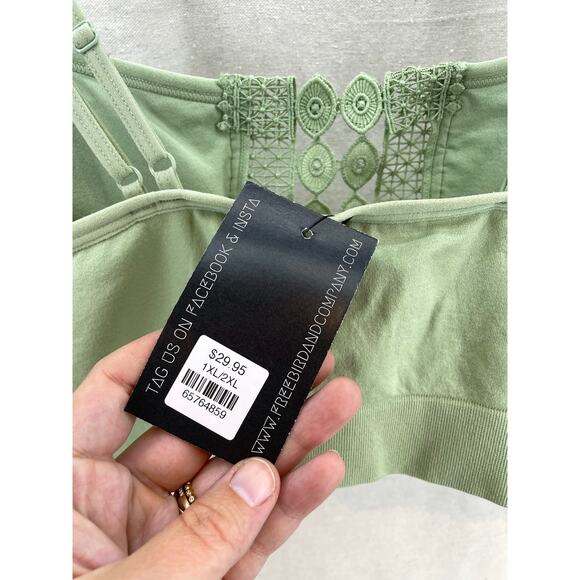 TAG US ON FACEBOOK & INSTA
$29.95
1XL/2XL
65764859
WWW.FREEBIRDANDCOMPANY.COM